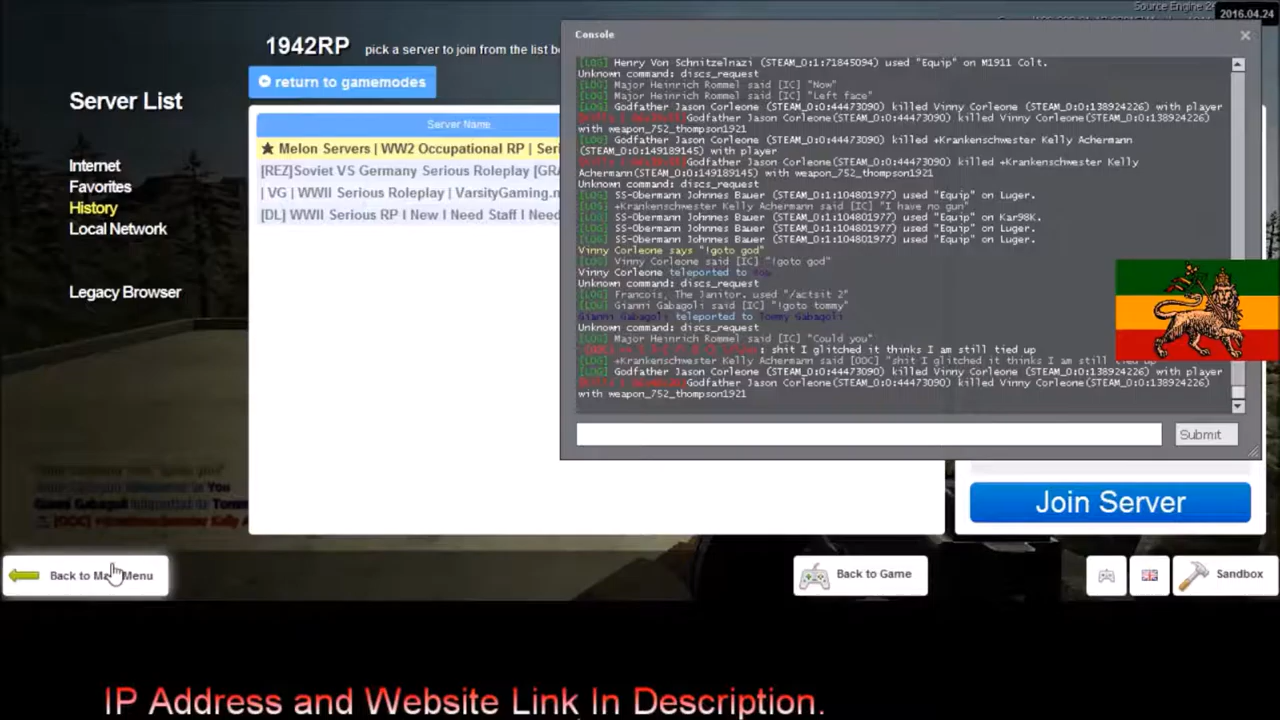 2016.04.24
1942RP pick a server to join from the list be
return to gamemodes
Server List
Internet
Favorites
History
Local Network
Legacy Browser
Server Name
★ Melon Servers | WW2 Occupational RP | Seri
[REZ]Soviet VS Germany Serious Roleplay [GRA
| VG | WWII Serious Roleplay | VarsityGaming.n
[DL] WWII Serious RP I New I Need Staff I Need
Console
[LOG] Henry Von Schnitzelnazi (STEAM_0:1:71845094) used "Equip" on M1911 Colt.
Unknown command: discs_request
[LOG] Major Heinrich Rommel said [IC] "Now"
[LOG] Major Heinrich Rommel said [IC] "Left face"
[LOG] Godfather Jason Corleone (STEAM_0:0:44473090) killed Vinny Corleone (STEAM_0:0:138924226) with player
Godfather Jason Corleone(STEAM_0:0:44473090) killed Vinny Corleone(STEAM_0:0:138924226)
with weapon_752_thompson1921
[LOG] Godfather Jason Corleone (STEAM_0:0:44473090) killed +Krankenschwester Kelly Achermann
(STEAM_0:0:149189145) with player
Godfather Jason Corleone(STEAM_0:0:44473090) killed +Krankenschwester Kelly
Achermann(STEAM_0:0:149189145) with weapon_752_thompson1921
Unknown command: discs_request
[LOG] SS-Obermann Johnnes Bauer (STEAM_0:1:104801977) used "Equip" on Luger.
[LOG] +Krankenschwester Kelly Achermann said [IC] "I have no gun"
[LOG] SS-Obermann Johnnes Bauer (STEAM_0:1:104801977) used "Equip" on Kar98K.
[LOG] SS-Obermann Johnnes Bauer (STEAM_0:1:104801977) used "Equip" on Luger.
[LOG] SS-Obermann Johnnes Bauer (STEAM_0:1:104801977) used "Equip" on Luger.
Vinny Corleone says "!goto god"
[LOG] Vinny Corleone said [IC] "!goto god"
Vinny Corleone teleported to
Unknown command: discs_request
[LOG] Francois, The Janitor. used "/actsit 2"
[LOG] Gianni Gabagoli said [IC] "!goto tommy"
Gianni Gabagoli teleported to Tommy Gabagoli
Unknown command: discs_request
[LOG] Major Heinrich Rommel said [IC] "Could you"
: shit I glitched it thinks I am still tied up
[LOG] +Krankenschwester Kelly Achermann said [OOC] "shit I glitched it thinks I am still tied up
[LOG] Godfather Jason Corleone (STEAM_0:0:44473090) killed Vinny Corleone (STEAM_0:0:138924226) with player
Godfather Jason Corleone(STEAM_0:0:44473090) killed Vinny Corleone(STEAM_0:0:138924226)
with weapon_752_thompson1921
Submit
Join Server
Back to Main Menu
Back to Game
Sandbox
IP Address and Website Link In Description.